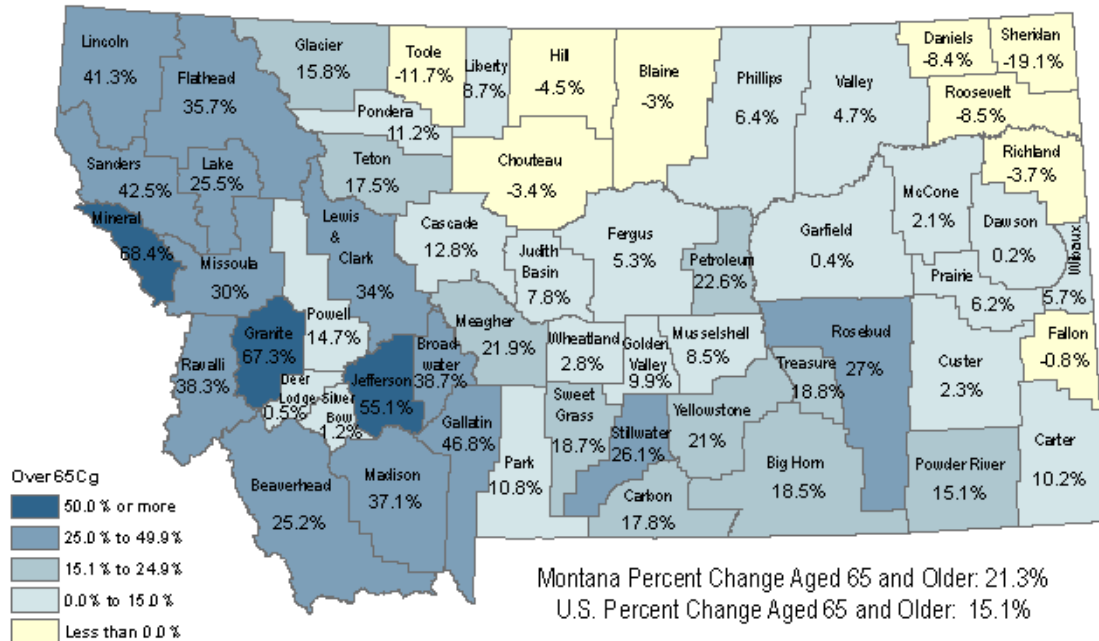 Lincoln
41.3%
Flathead
35.7%
Glacier
15.8%
Toole
-11.7%
Liberty
8.7%
Hill
-4.5%
Blaine
-3%
Phillips
6.4%
Valley
4.7%
Daniels
-8.4%
Sheridan
-19.1%
Roosevelt
-8.5%
Pondera
11.2%
Teton
17.5%
Chouteau
-3.4%
Richland
-3.7%
Sanders
42.5%
Lake
25.5%
Mineral
68.4%
Missoula
30%
Lewis
&
Clark
34%
Cascade
12.8%
Judith
Basin
7.8%
Fergus
5.3%
Petroleum
22.6%
Garfield
0.4%
McCone
2.1%
Dawson
0.2%
Wibaux
5.7%
Prairie
6.2%
Powell
14.7%
Granite
67.3%
Ravalli
38.3%
Deer
Lodge
0.5%
Silver
Bow
1.2%
Jefferson
55.1%
Broad-
water
38.7%
Meagher
21.9%
Wheatland
2.8%
Golden
Valley
9.9%
Musselshell
8.5%
Rosebud
27%
Treasure
18.8%
Custer
2.3%
Fallon
-0.8%
Gallatin
46.8%
Park
10.8%
Sweet
Grass
18.7%
Stillwater
26.1%
Yellowstone
21%
Big Horn
18.5%
Powder River
15.1%
Carter
10.2%
Beaverhead
25.2%
Madison
37.1%
Carbon
17.8%
Over65Cg
50.0% or more
25.0% to 49.9%
15.1% to 24.9%
0.0% to 15.0%
Less than 0.0%
Montana Percent Change Aged 65 and Older: 21.3%
U.S. Percent Change Aged 65 and Older: 15.1%